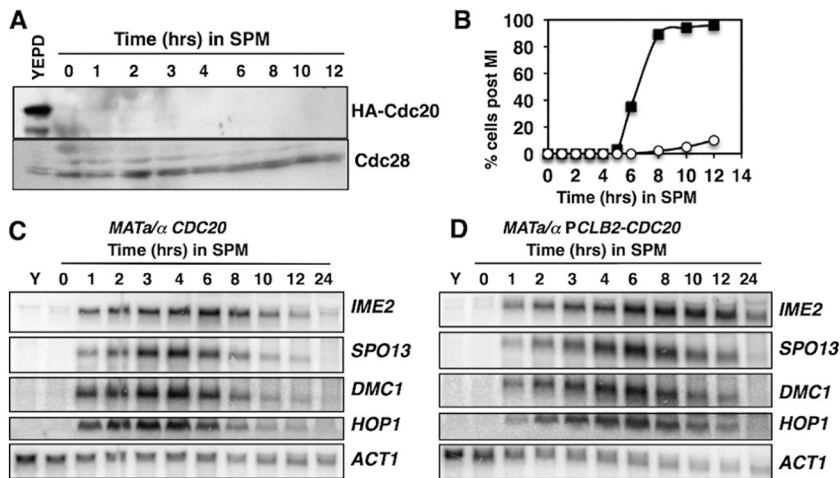 A
Time (hrs) in SPM
YEPD
0 1 2 3 4 6 8 10 12
HA-Cdc20
Cdc28
B
% cells post MI
100
80
60
40
20
0
0 2 4 6 8 10 12 14
Time (hrs) in SPM
C
MATa/α CDC20
Time (hrs) in SPM
Y 0 1 2 3 4 6 8 10 12 24
IME2
SPO13
DMC1
HOP1
ACT1
D
MATa/α PCLB2-CDC20
Time (hrs) in SPM
Y 0 1 2 3 4 6 8 10 12 24
IME2
SPO13
DMC1
HOP1
ACT1